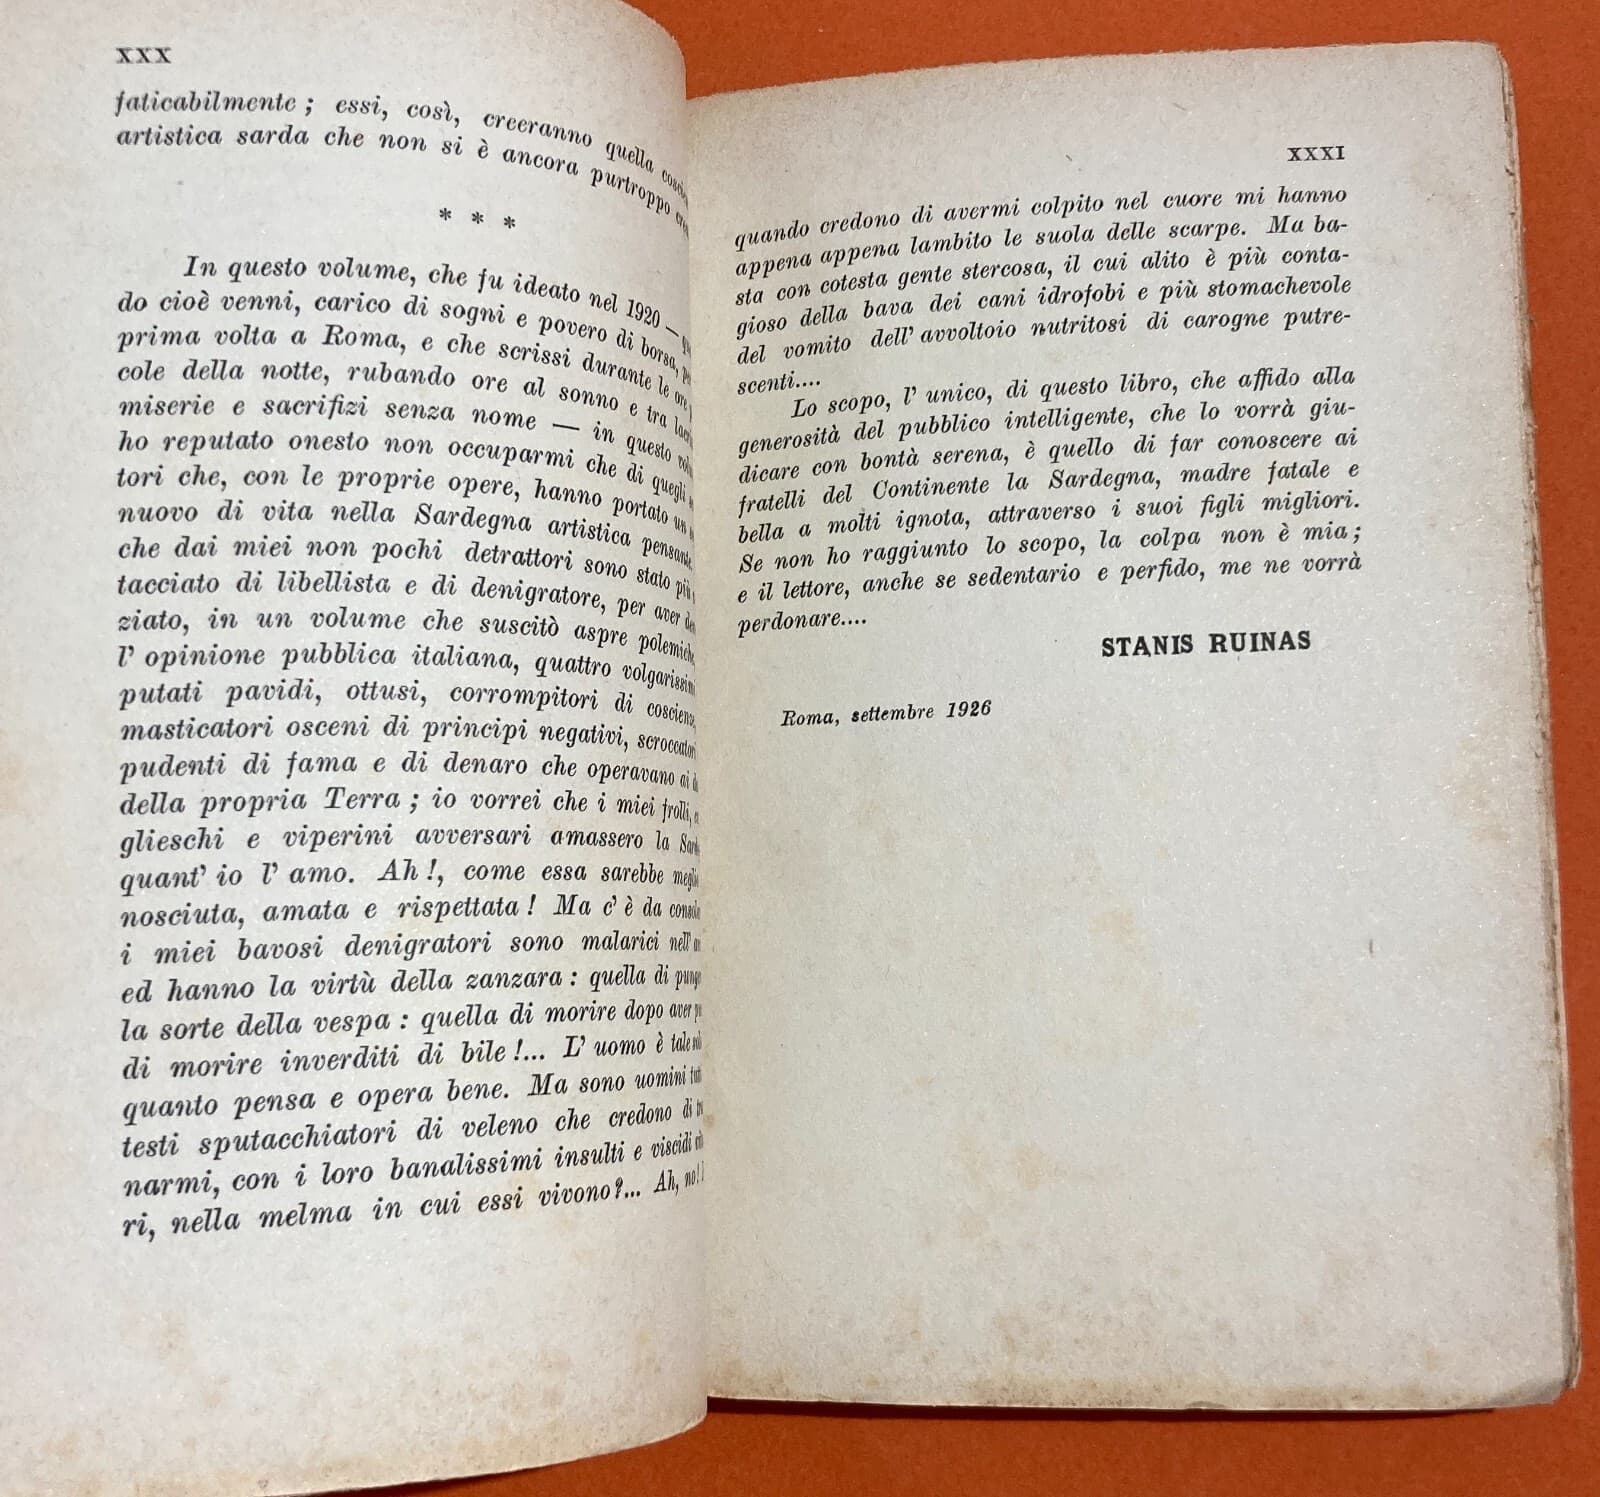 XXX
faticabilmente ; essi, così, creeranno quella
artistica sarda che non si è ancora purtroppo
* * *
In questo volume, che fu ideato nel 1920 —
do cioè venni, carico di sogni e povero di borsa,
prima volta a Roma, e che scrissi durante le ore
cole della notte, rubando ore al sonno e tra
miserie e sacrifizi senza nome — in questo
ho reputato onesto non occuparmi che di quegli
tori che, con le proprie opere, hanno portato un
nuovo di vita nella Sardegna artistica pensante.
che dai miei non pochi detrattori sono stato più
tacciato di libellista e di denigratore, per aver
ziato, in un volume che suscitò aspre polemiche
l' opinione pubblica italiana, quattro volgarissimi
putati pavidi, ottusi, corrompitori di coscienze,
masticatori osceni di principi negativi, scroccatori
pudenti di fama e di denaro che operavano ai
della propria Terra ; io vorrei che i miei frolli,
glieschi e viperini avversari amassero la
quant' io l' amo. Ah !, come essa sarebbe
nosciuta, amata e rispettata ! Ma c' è da
i miei bavosi denigratori sono malarici
ed hanno la virtù della zanzara : quella di
la sorte della vespa : quella di morire dopo aver
di morire inverditi di bile !... L' uomo è tale
quanto pensa e opera bene. Ma sono uomini
testi sputacchiatori di veleno che credono di
narmi, con i loro banalissimi insulti e viscidi
ri, nella melma in cui essi vivono?... Ah, no!
XXXI
quando credono di avermi colpito nel cuore mi hanno
appena appena lambito le suola delle scarpe. Ma ba-
sta con cotesta gente stercosa, il cui alito è più conta-
gioso della bava dei cani idrofobi e più stomachevole
del vomito dell' avvoltoio nutritosi di carogne putre-
scenti....
Lo scopo, l' unico, di questo libro, che affido alla
generosità del pubblico intelligente, che lo vorrà giu-
dicare con bontà serena, è quello di far conoscere ai
fratelli del Continente la Sardegna, madre fatale e
bella a molti ignota, attraverso i suoi figli migliori.
Se non ho raggiunto lo scopo, la colpa non è mia ;
e il lettore, anche se sedentario e perfido, me ne vorrà
perdonare....
STANIS RUINAS
Roma, settembre 1926